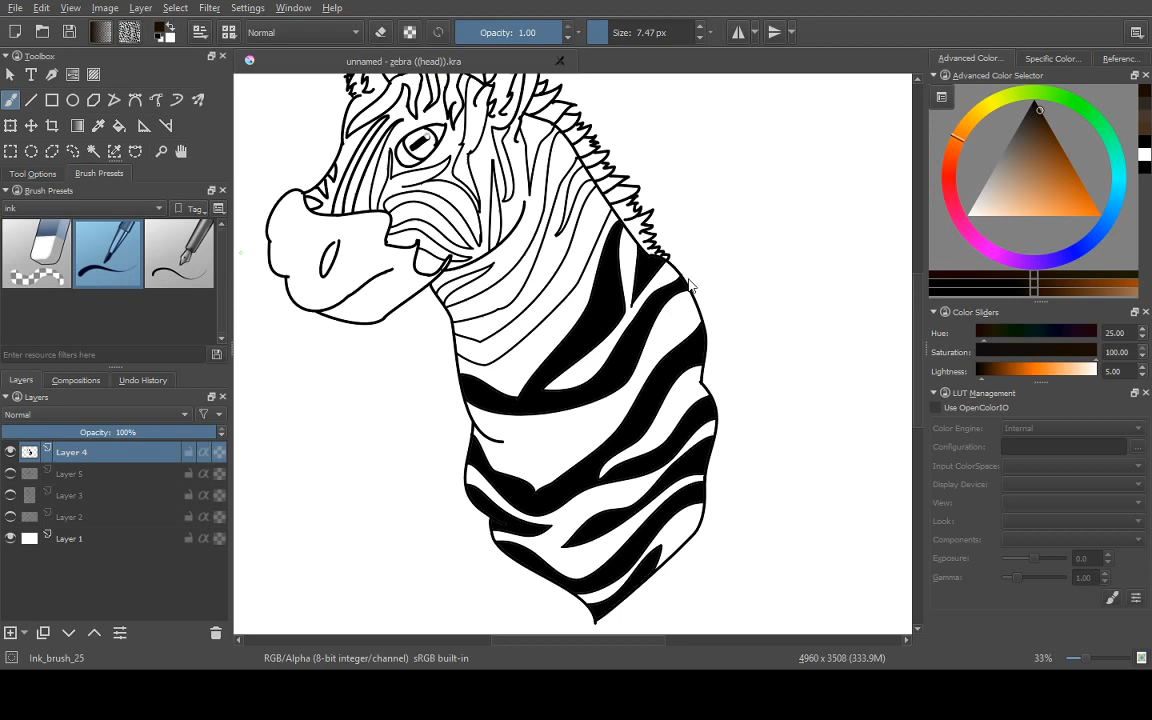 File Edit View Image Layer Select Filter Settings Window Help
Normal Opacity: 1.00 Size: 7.47 px
Toolbox
unnamed - zebra ((head)).kra
Advanced Color... Specific Color... Referenc...
Advanced Color Selector
Tool Options Brush Presets
Brush Presets
ink Tag
Enter resource filters here
Layers Compositions Undo History
Layers
Normal
Opacity: 100%
Layer 4
Layer 5
Layer 3
Layer 2
Layer 1
Color Sliders
Hue: 25.00
Saturation: 100.00
Lightness: 5.00
LUT Management
Use OpenColorIO
Color Engine: Internal
Configuration: ...
Input ColorSpace:
Display Device:
View:
Look:
Components:
Exposure: 0.0
Gamma: 1.00
Ink_brush_25 RGB/Alpha (8-bit integer/channel) sRGB built-in 4960 x 3508 (333.9M) 33%